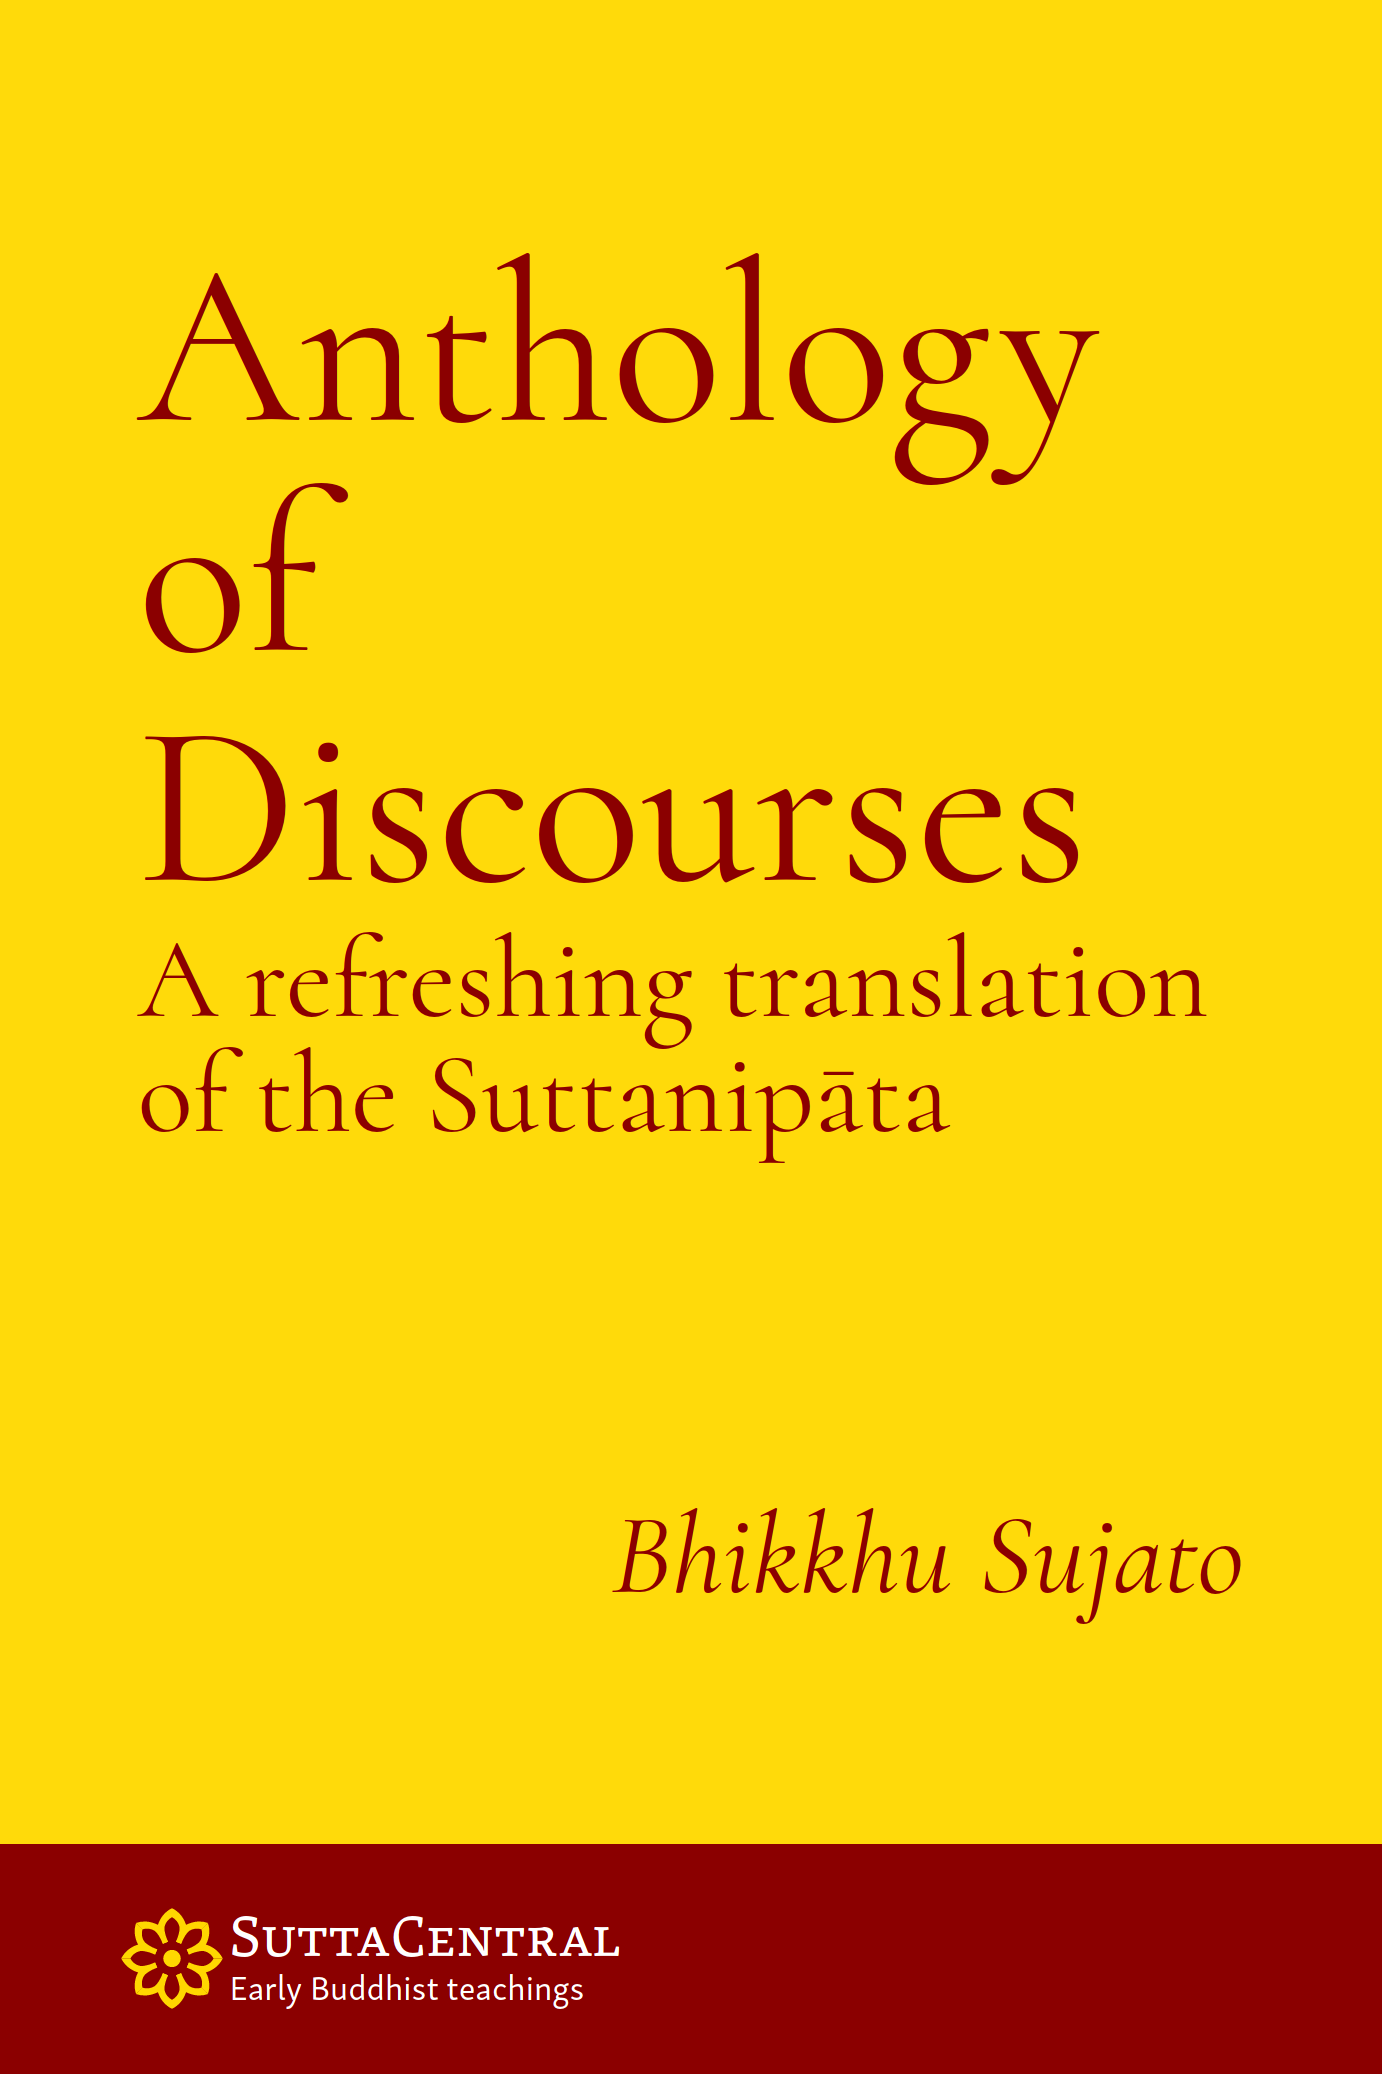 Anthology
of
Discourses
A refreshing translation
of the Suttanipāta
Bhikkhu Sujato
SUTTACENTRAL
Early Buddhist teachings